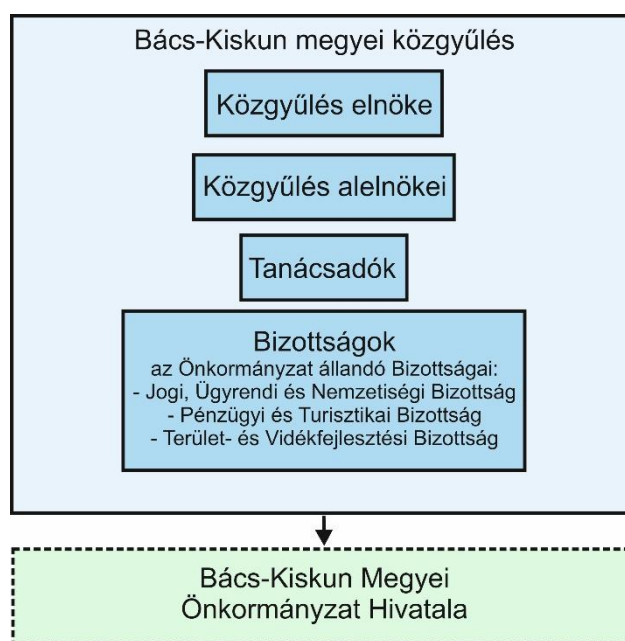 Bács-Kiskun megyei közgyűlés
Közgyűlés elnöke
Közgyűlés alelnökei
Tanácsadók
Bizottságok
az Önkormányzat állandó Bizottságai:
- Jogi, Ügyrendi és Nemzetiségi Bizottság
- Pénzügyi és Turisztikai Bizottság
- Terület- és Vidékfejlesztési Bizottság
Bács-Kiskun Megyei
Önkormányzat Hivatala